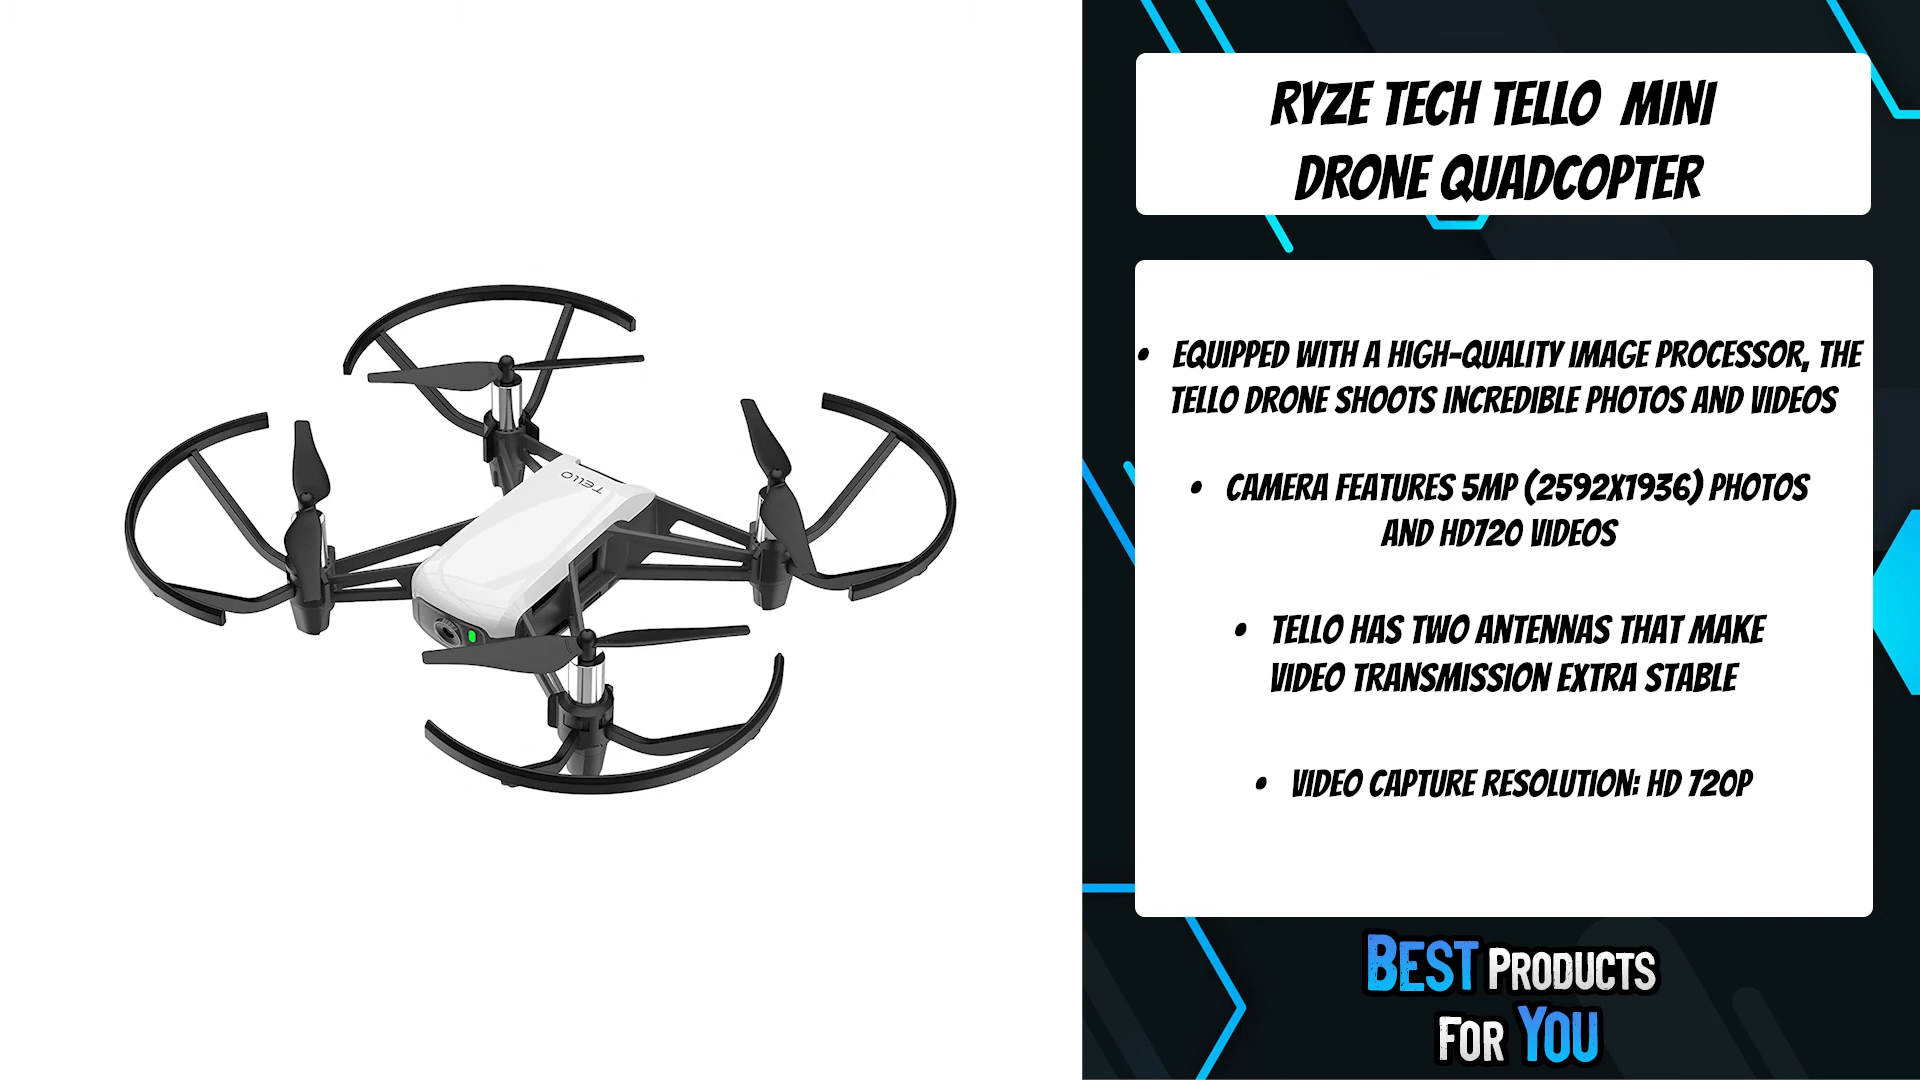 TELLO
RYZE TECH TELLO MINI
DRONE QUADCOPTER
• EQUIPPED WITH A HIGH-QUALITY IMAGE PROCESSOR, THE
TELLO DRONE SHOOTS INCREDIBLE PHOTOS AND VIDEOS
• CAMERA FEATURES 5MP (2592X1936) PHOTOS
AND HD720 VIDEOS
• TELLO HAS TWO ANTENNAS THAT MAKE
VIDEO TRANSMISSION EXTRA STABLE
• VIDEO CAPTURE RESOLUTION: HD 720P
BEST PRODUCTS
FOR YOU